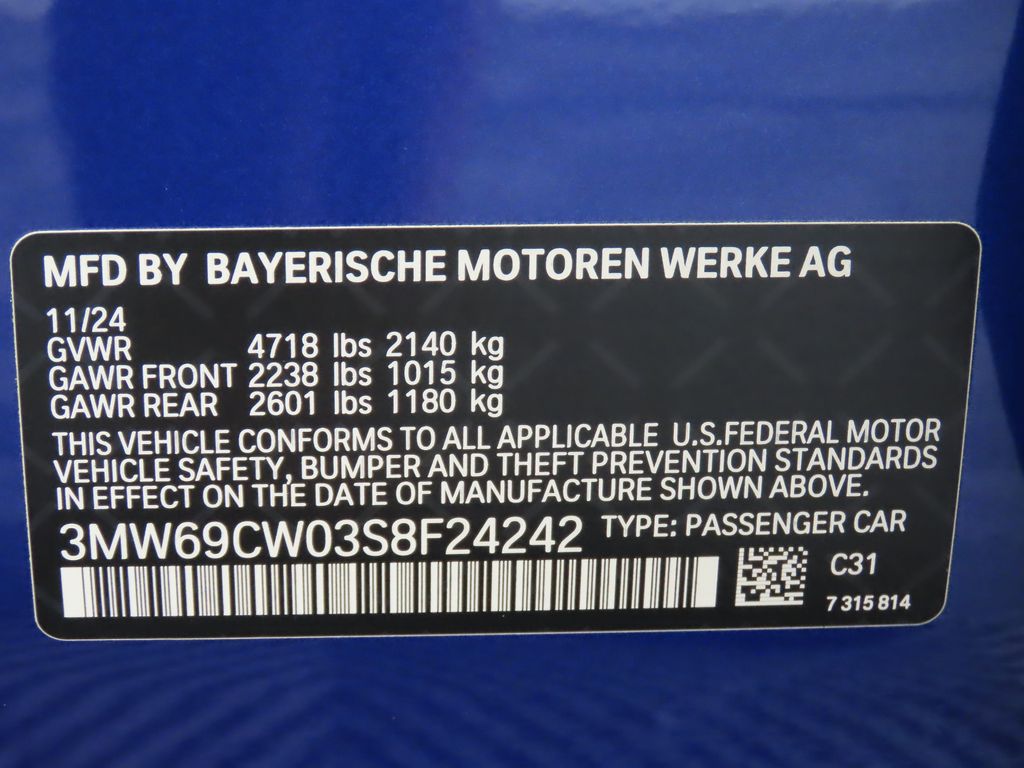 MFD BY BAYERISCHE MOTOREN WERKE AG
11/24
GVWR 4718 lbs 2140 kg
GAWR FRONT 2238 lbs 1015 kg
GAWR REAR 2601 lbs 1180 kg
THIS VEHICLE CONFORMS TO ALL APPLICABLE U.S.FEDERAL MOTOR
VEHICLE SAFETY, BUMPER AND THEFT PREVENTION STANDARDS
IN EFFECT ON THE DATE OF MANUFACTURE SHOWN ABOVE.
3MW69CW03S8F24242 TYPE: PASSENGER CAR
C31
7 315 814